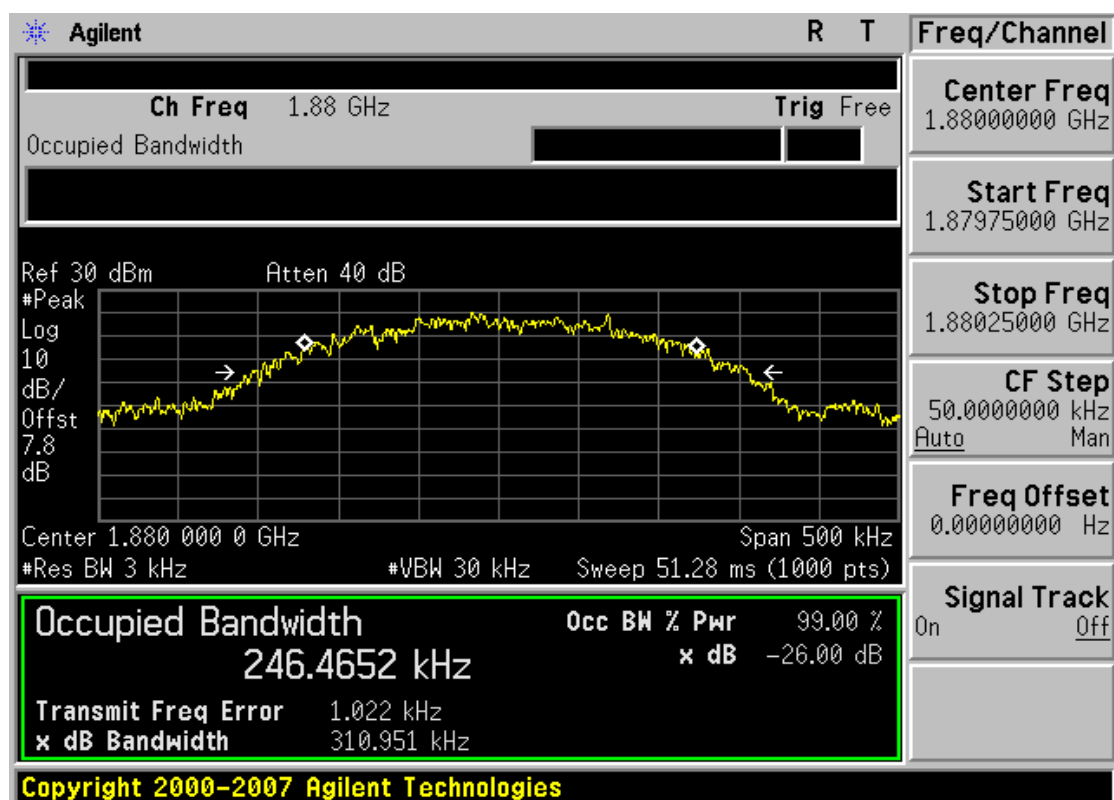 Agilent R T
Freq/Channel
Ch Freq 1.88 GHz Trig Free
Occupied Bandwidth
Center Freq
1.88000000 GHz
Start Freq
1.87975000 GHz
Stop Freq
1.88025000 GHz
CF Step
50.0000000 kHz
Auto Man
Freq Offset
0.00000000 Hz
Signal Track
On Off
Ref 30 dBm Atten 40 dB
#Peak
Log
10
dB/
Offst
7.8
dB
Center 1.880 000 0 GHz Span 500 kHz
#Res BW 3 kHz #VBW 30 kHz Sweep 51.28 ms (1000 pts)
Occupied Bandwidth
246.4652 kHz
Occ BW % Pwr 99.00 %
x dB -26.00 dB
Transmit Freq Error 1.022 kHz
x dB Bandwidth 310.951 kHz
Copyright 2000-2007 Agilent Technologies